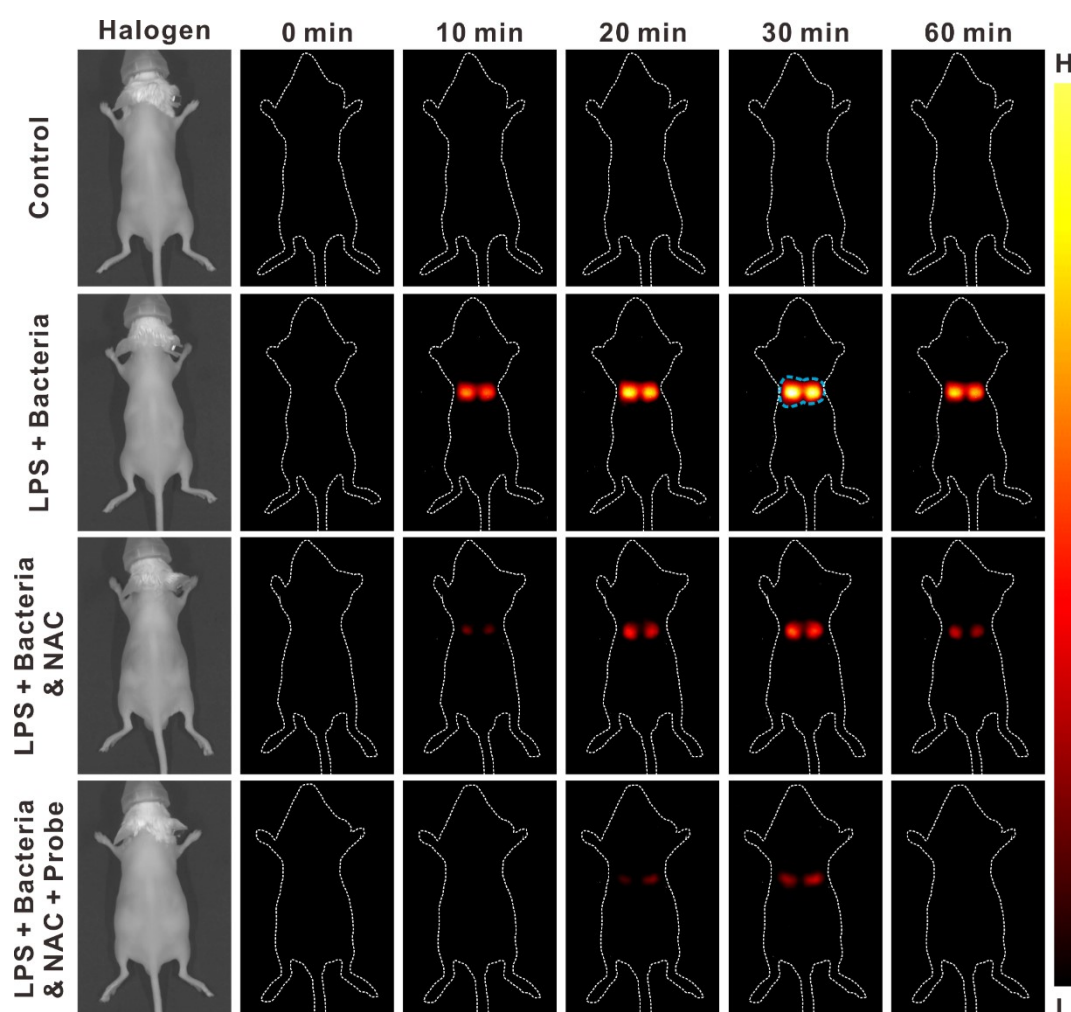 Halogen 0 min 10 min 20 min 30 min 60 min
H
Control
LPS + Bacteria
LPS + Bacteria
& NAC
LPS + Bacteria
& NAC + Probe
L